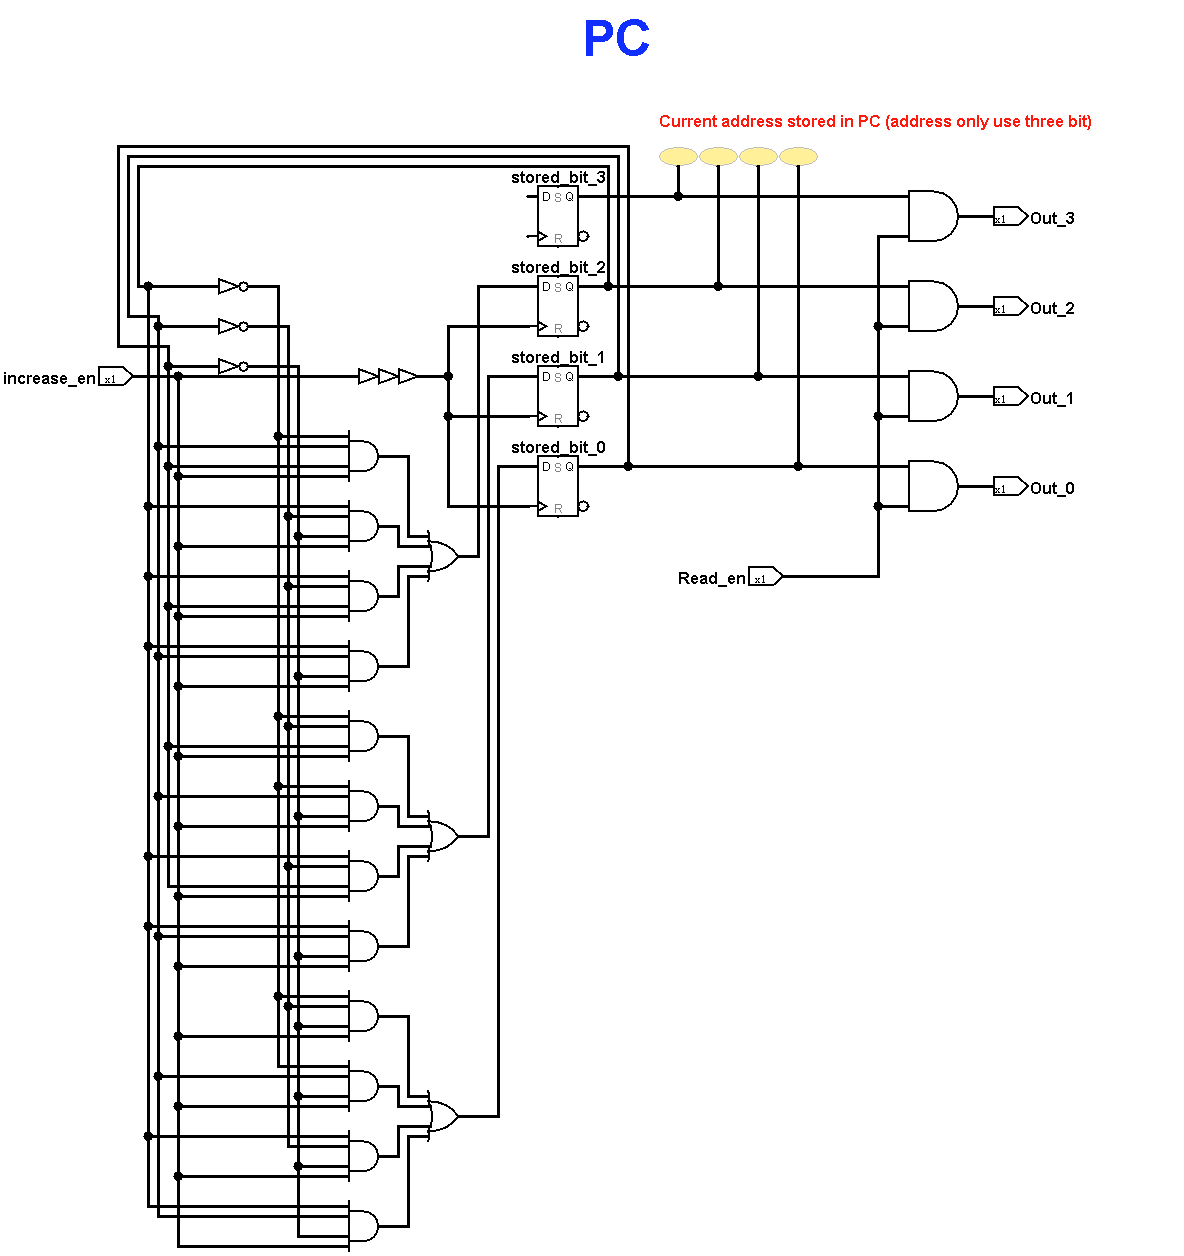 PC
Current address stored in PC (address only use three bit)
stored_bit_3
D S Q
R
x1 Out_3
stored_bit_2
D S Q
R
x1 Out_2
stored_bit_1
D S Q
R
increase_en x1
x1 Out_1
stored_bit_0
D S Q
R
x1 Out_0
Read_en x1